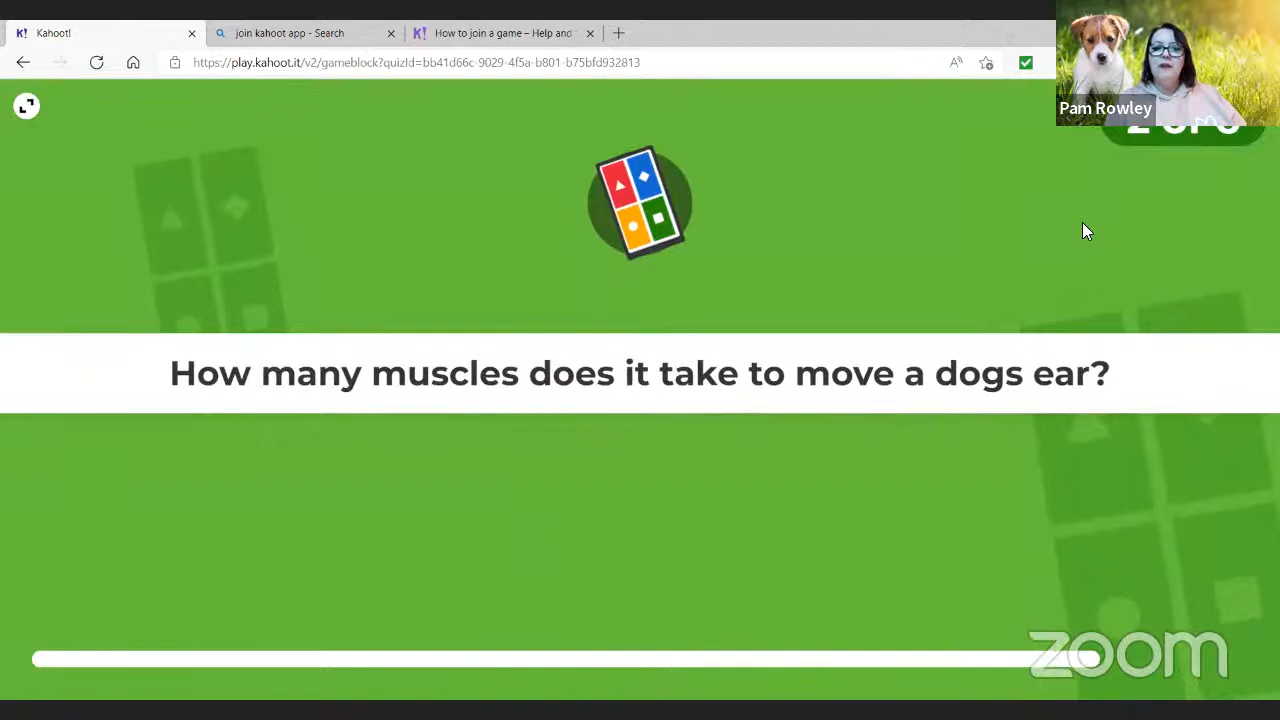 K! Kahoot!
join kahoot app - Search
K! How to join a game – Help and
https://play.kahoot.it/v2/gameblock?quizId=bb410ffc-9029-4f5a-b801-b75bfd932813
Pam Rowley
How many muscles does it take to move a dogs ear?
zoom